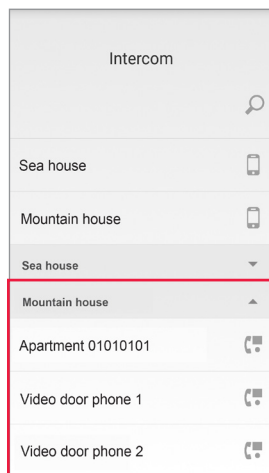 Intercom
Sea house
Mountain house
Sea house
Mountain house
Apartment 01010101
Video door phone 1
Video door phone 2